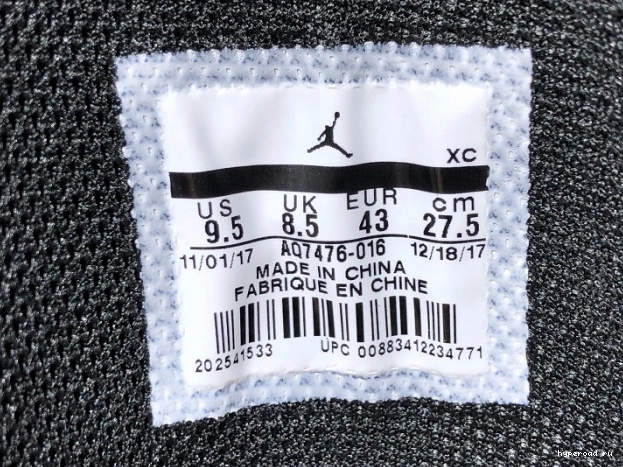 XC
US UK EUR cm
9.5 8.5 43 27.5
11/01/17 AQ7476-016 12/18/17
MADE IN CHINA
FABRIQUE EN CHINE
202541533 UPC 00883412234771
hyperoad.ru